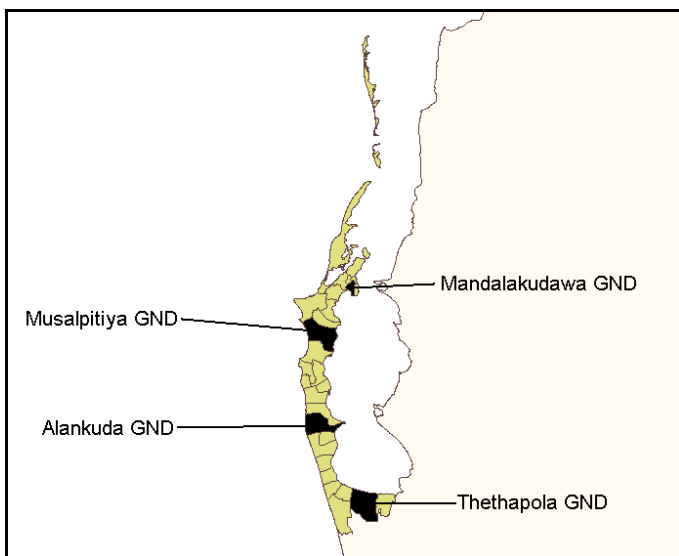 Mandalakudawa GND
Musalpitiya GND
Alankuda GND
Thethapola GND